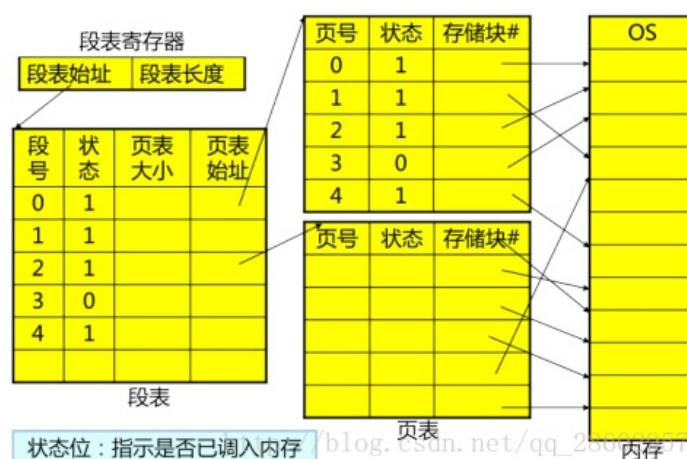 段表寄存器
段表始址 段表长度
段号 状态 页表大小 页表始址
0 1
1 1
2 1
3 0
4 1
段表
页号 状态 存储块#
0 1
1 1
2 1
3 0
4 1
页号 状态 存储块#
页表
OS
内存
状态位：指示是否已调入内存
/blog.csdn.net/qq_